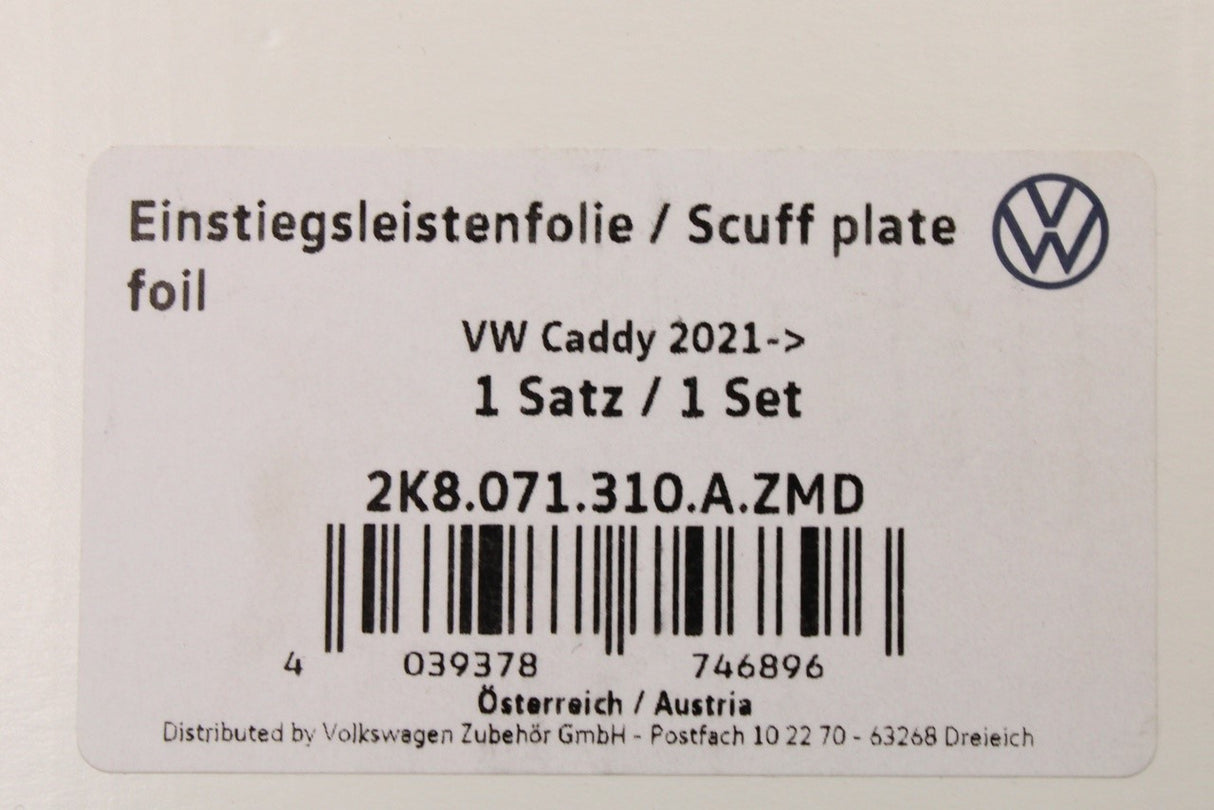 Einstiegsleistenfolie / Scuff plate
foil
VW Caddy 2021->
1 Satz / 1 Set
2K8.071.310.A.ZMD
4 039378 746896
Österreich / Austria
Distributed by Volkswagen Zubehör GmbH - Postfach 10 22 70 - 63268 Dreieich